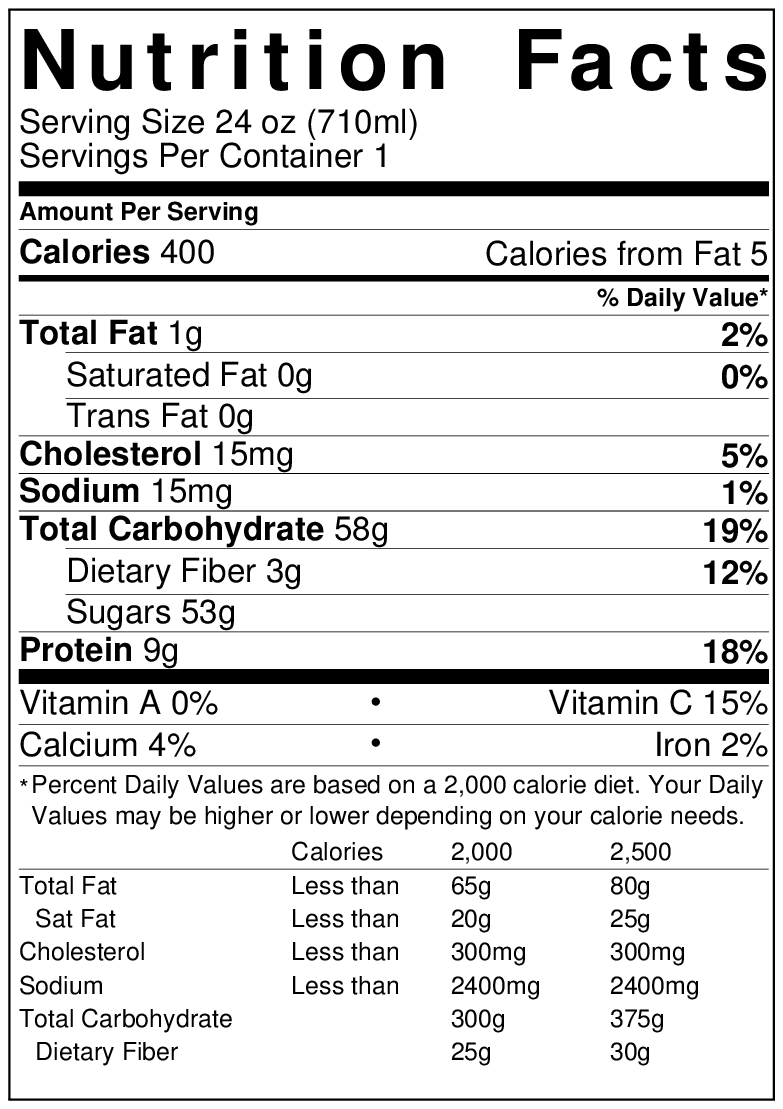 Nutrition Facts
Serving Size 24 oz (710ml)
Servings Per Container 1
Amount Per Serving
Calories 400 Calories from Fat 5
% Daily Value*
Total Fat 1g 2%
Saturated Fat 0g 0%
Trans Fat 0g
Cholesterol 15mg 5%
Sodium 15mg 1%
Total Carbohydrate 58g 19%
Dietary Fiber 3g 12%
Sugars 53g
Protein 9g 18%
Vitamin A 0% • Vitamin C 15%
Calcium 4% • Iron 2%
*Percent Daily Values are based on a 2,000 calorie diet. Your Daily
Values may be higher or lower depending on your calorie needs.
Calories 2,000 2,500
Total Fat Less than 65g 80g
Sat Fat Less than 20g 25g
Cholesterol Less than 300mg 300mg
Sodium Less than 2400mg 2400mg
Total Carbohydrate 300g 375g
Dietary Fiber 25g 30g